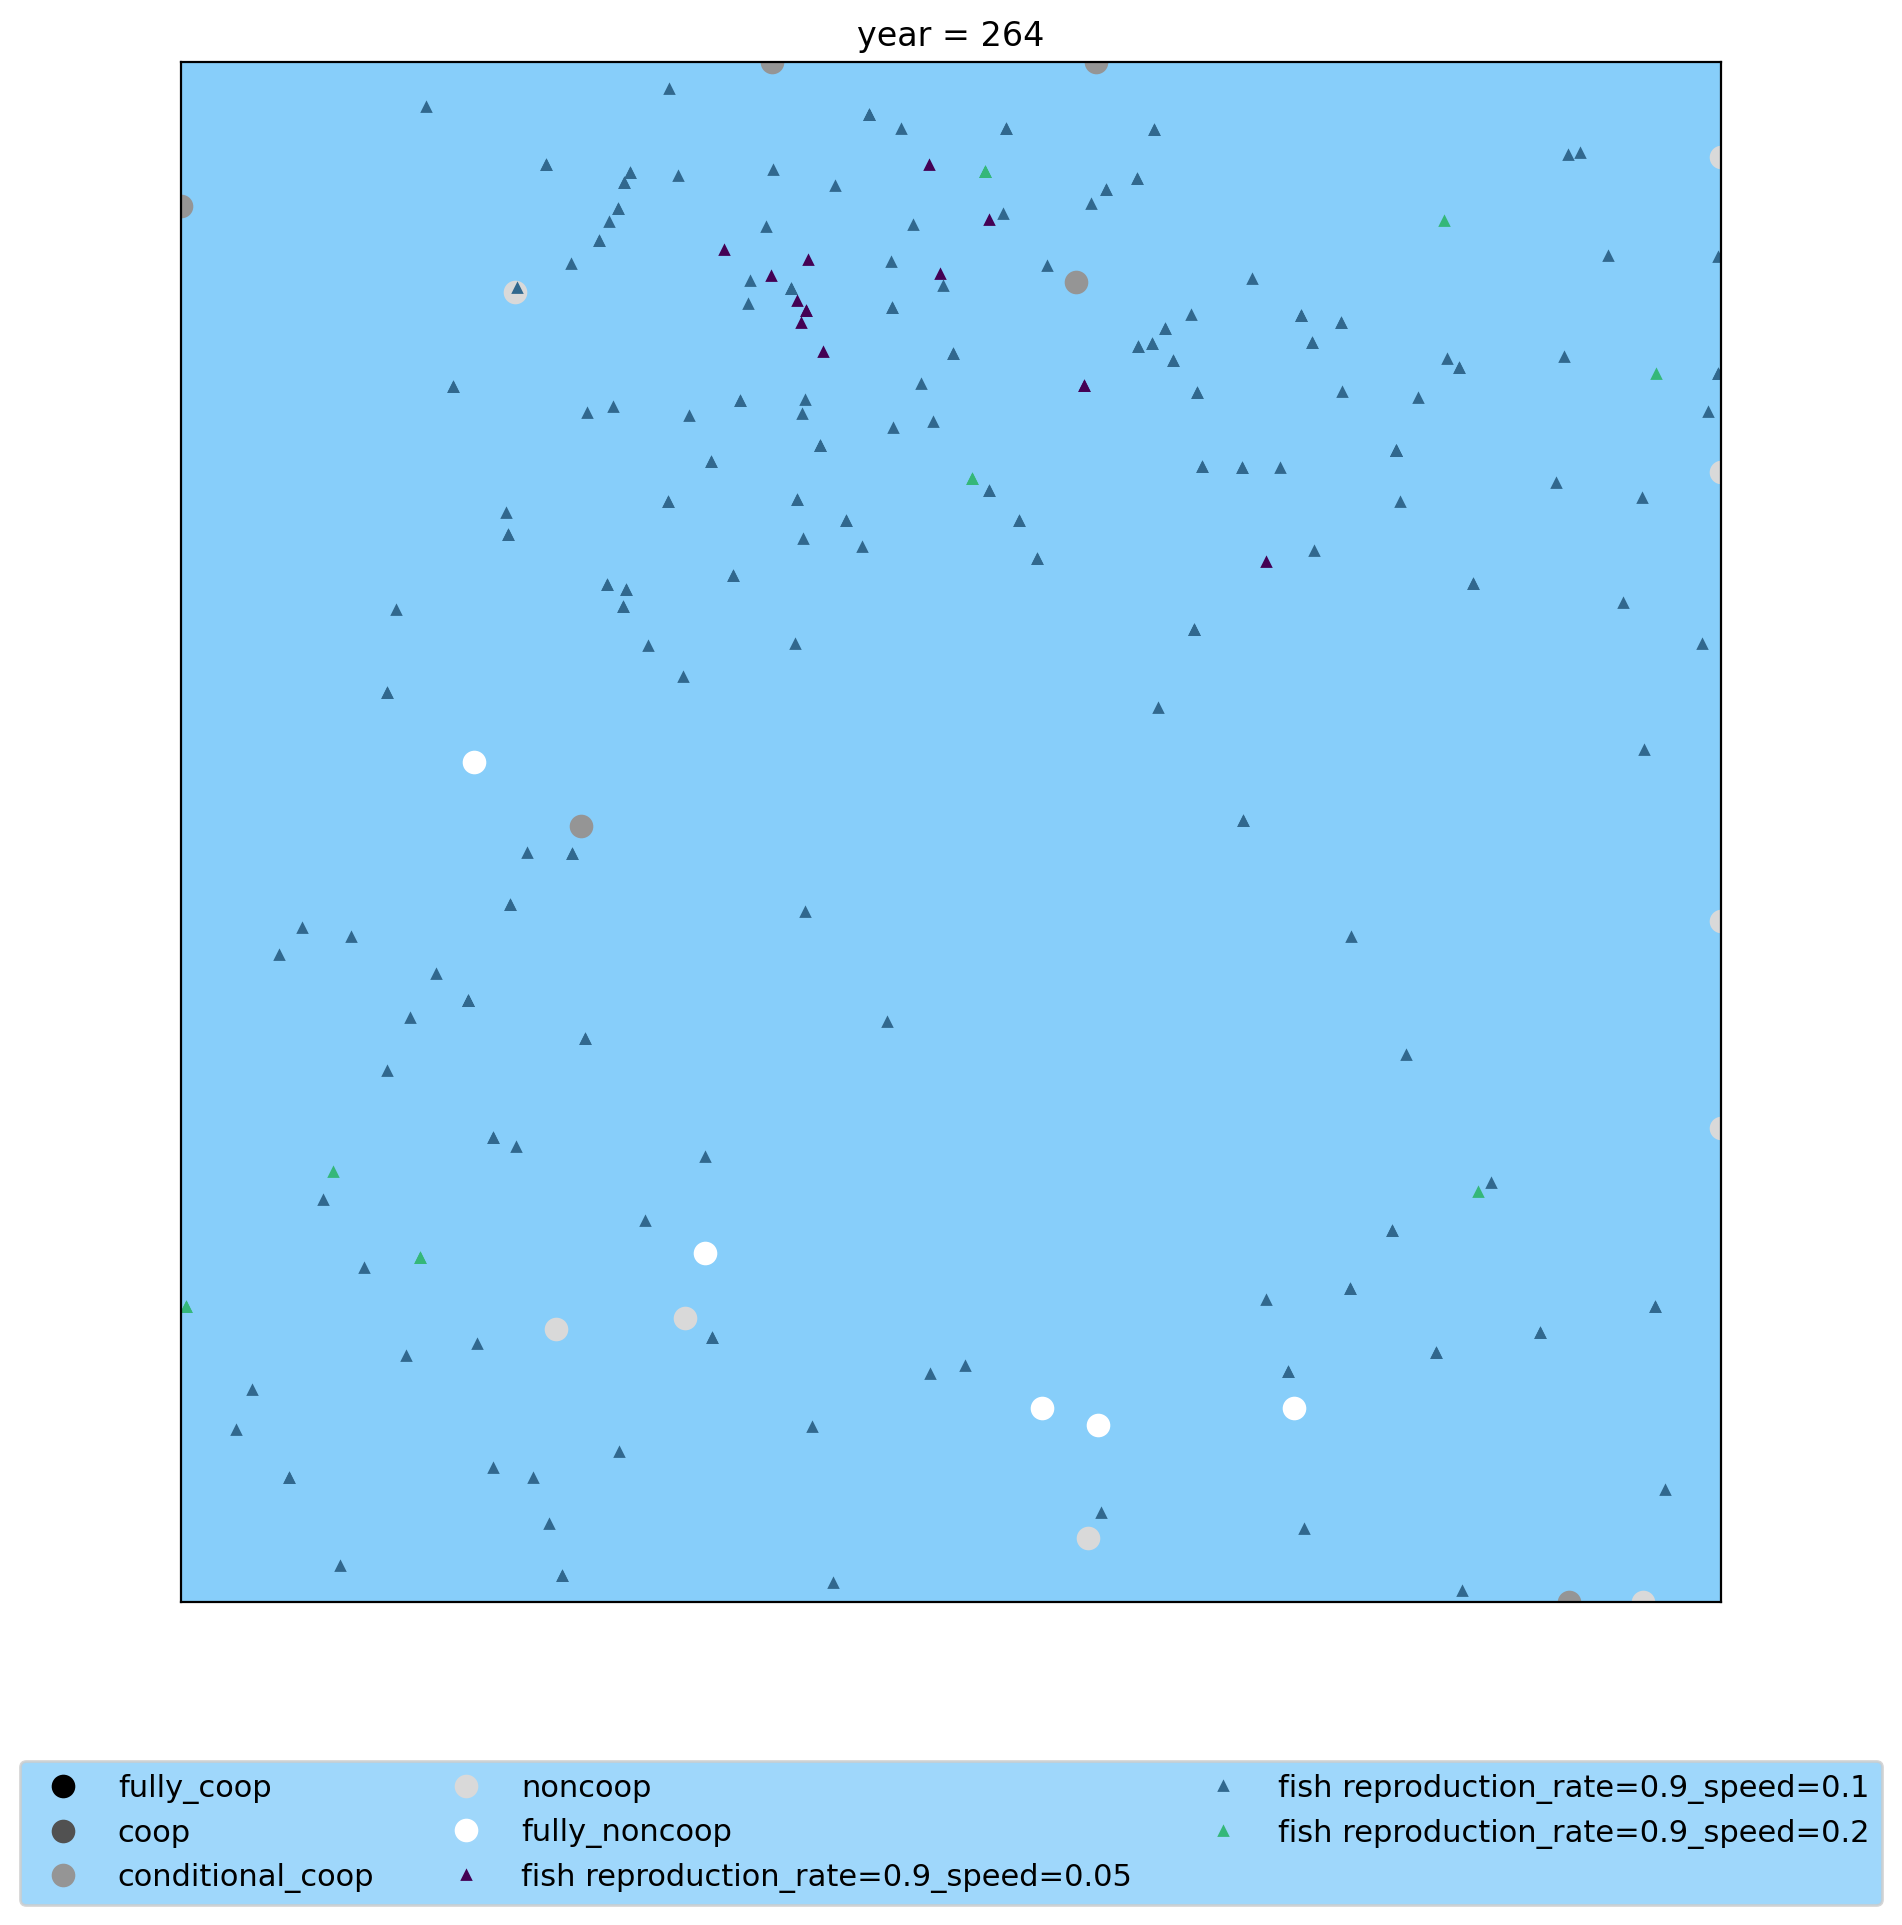 year = 264
fully_coop
coop
conditional_coop
noncoop
fully_noncoop
fish reproduction_rate=0.9_speed=0.05
fish reproduction_rate=0.9_speed=0.1
fish reproduction_rate=0.9_speed=0.2